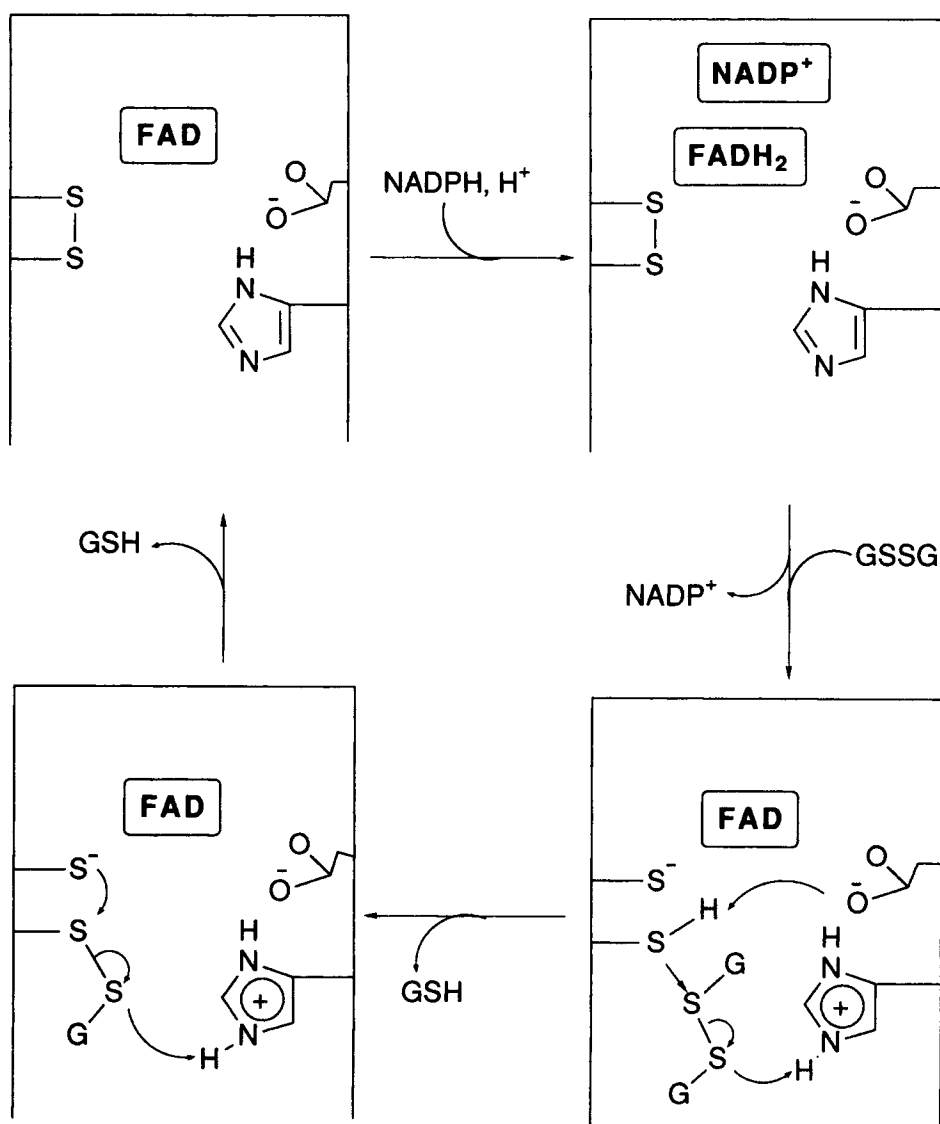 FAD
S
S
O
⁻O
H
N
N
NADPH, H⁺
NADP⁺
FADH₂
S
S
O
⁻O
H
N
N
GSH
NADP⁺
GSSG
FAD
S⁻
S
S
G
O
⁻O
H
N
+
N
H
GSH
FAD
S⁻
H
S
G
S
S
G
O
⁻O
H
N
+
N
H